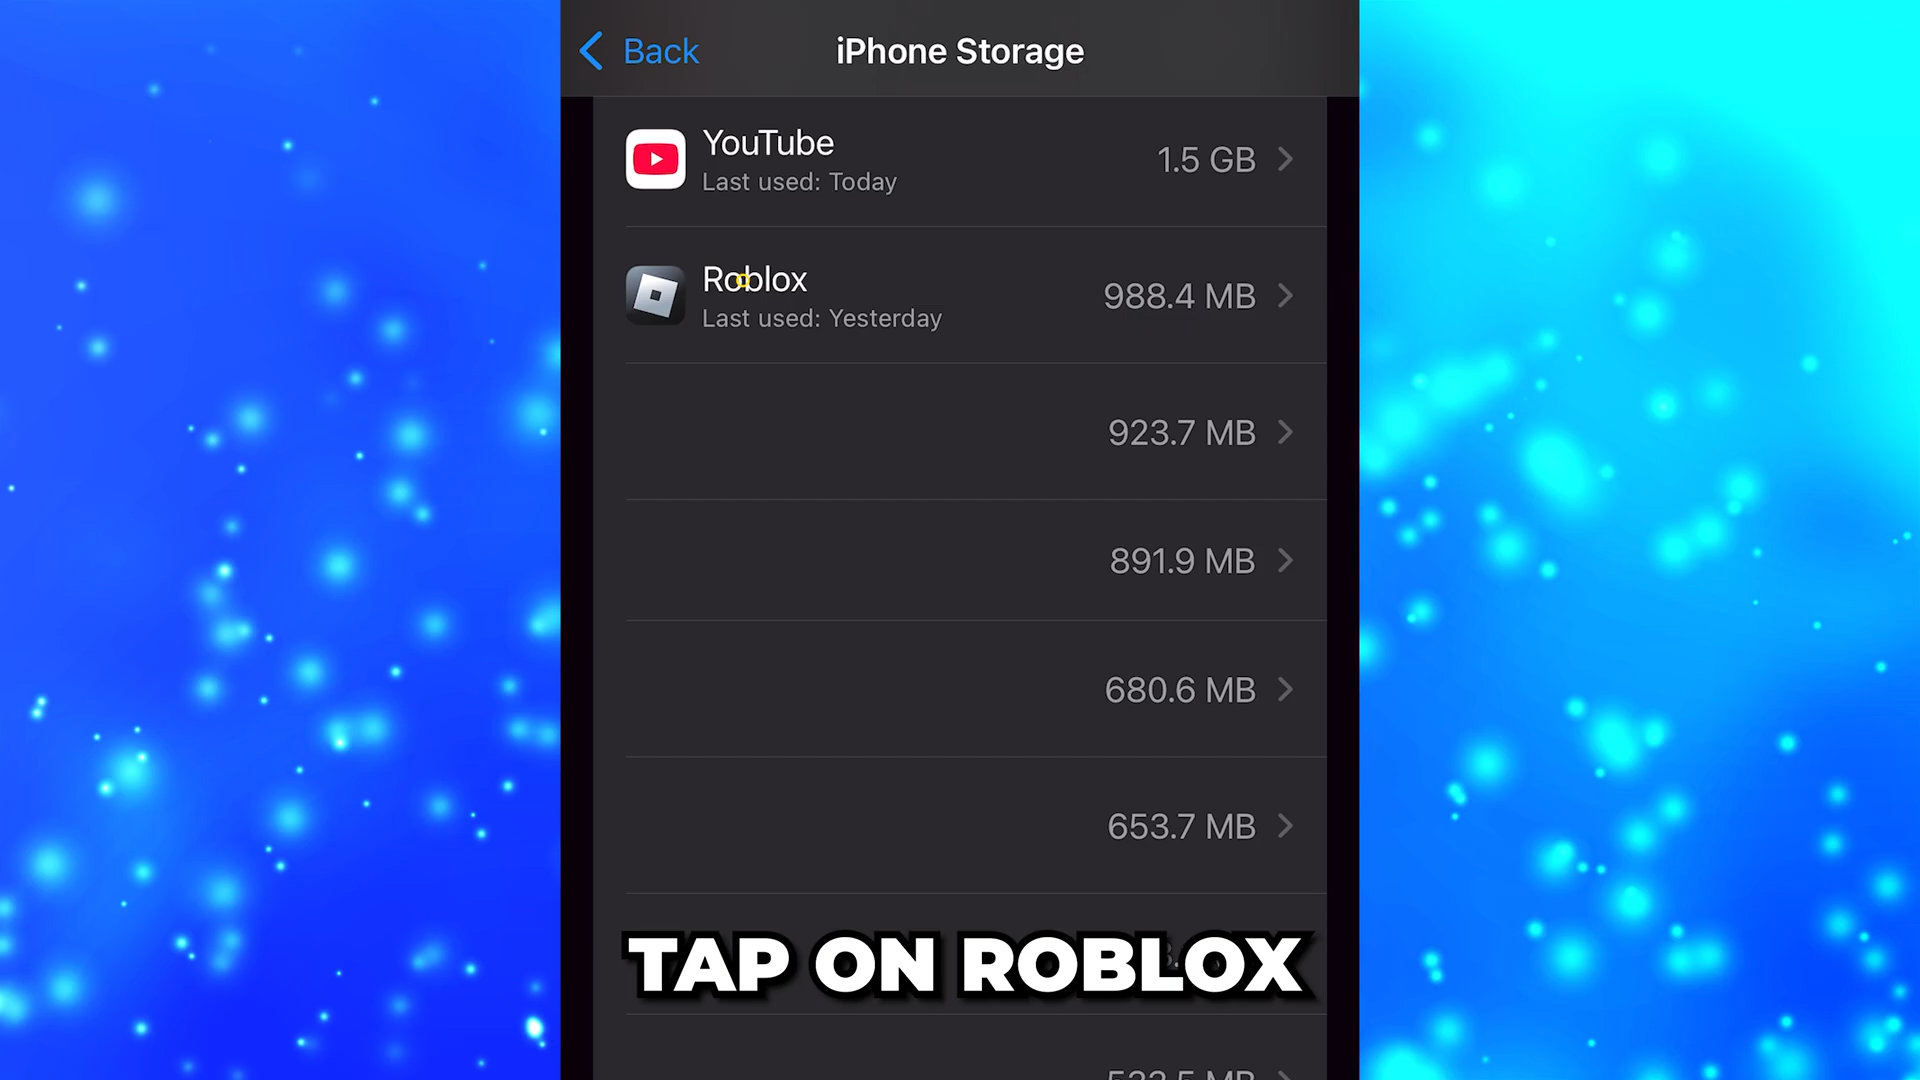 Back
iPhone Storage
YouTube
1.5 GB
Last used: Today
Roblox
988.4 MB
Last used: Yesterday
923.7 MB
891.9 MB
680.6 MB
653.7 MB
TAP ON ROBLOX